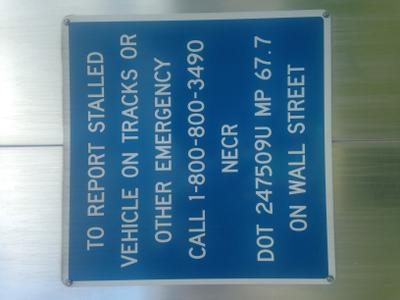 TO REPORT STALLED
VEHICLE ON TRACKS OR
OTHER EMERGENCY
CALL 1-800-800-3490
NECR
DOT 247509U MP 67.7
ON WALL STREET